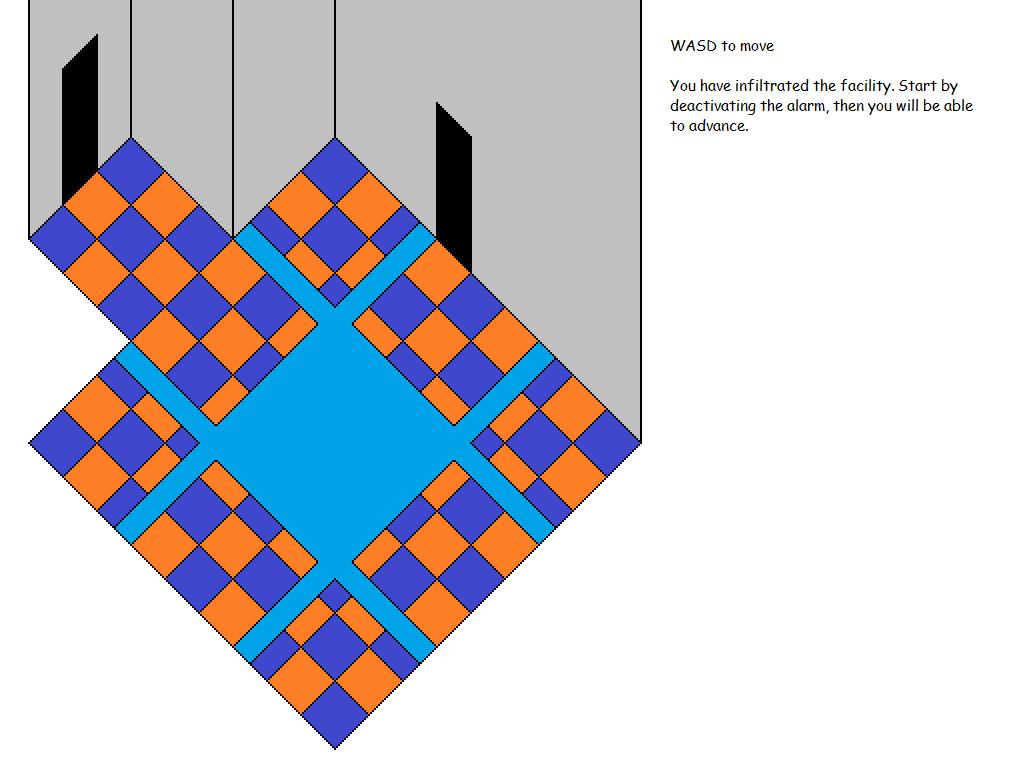 WASD to move
You have infiltrated the facility. Start by
deactivating the alarm, then you will be able
to advance.